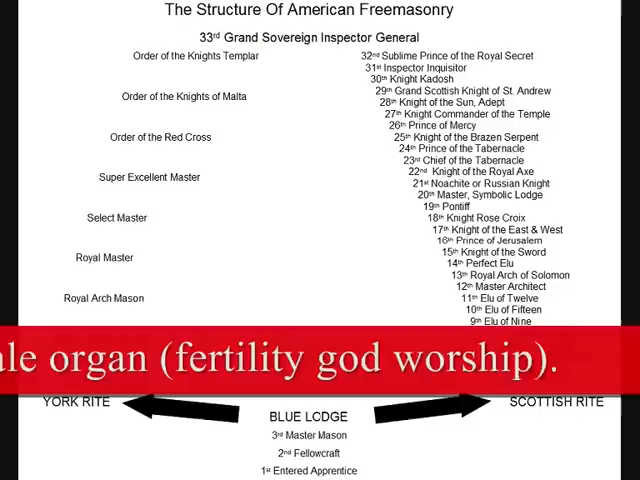 The Structure Of American Freemasonry
33rd Grand Sovereign Inspector General
Order of the Knights Templar
32nd Sublime Prince of the Royal Secret
31st Inspector Inquisitor
30th Knight Kadosh
29th Grand Scottish Knight of St. Andrew
Order of the Knights of Malta
28th Knight of the Sun, Adept
27th Knight Commander of the Temple
26th Prince of Mercy
Order of the Red Cross
25th Knight of the Brazen Serpent
24th Prince of the Tabernacle
23rd Chief of the Tabernacle
22nd Knight of the Royal Axe
Super Excellent Master
21st Noachite or Russian Knight
20th Master, Symbolic Lodge
19th Pontiff
Select Master
18th Knight Rose Croix
17th Knight of the East & West
16th Prince of Jerusalem
15th Knight of the Sword
Royal Master
14th Perfect Elu
13th Royal Arch of Solomon
12th Master Architect
Royal Arch Mason
11th Elu of Twelve
10th Elu of Fifteen
9th Elu of Nine
ale organ (fertility god worship).
YORK RITE
SCOTTISH RITE
BLUE LODGE
3rd Master Mason
2nd Fellowcraft
1st Entered Apprentice